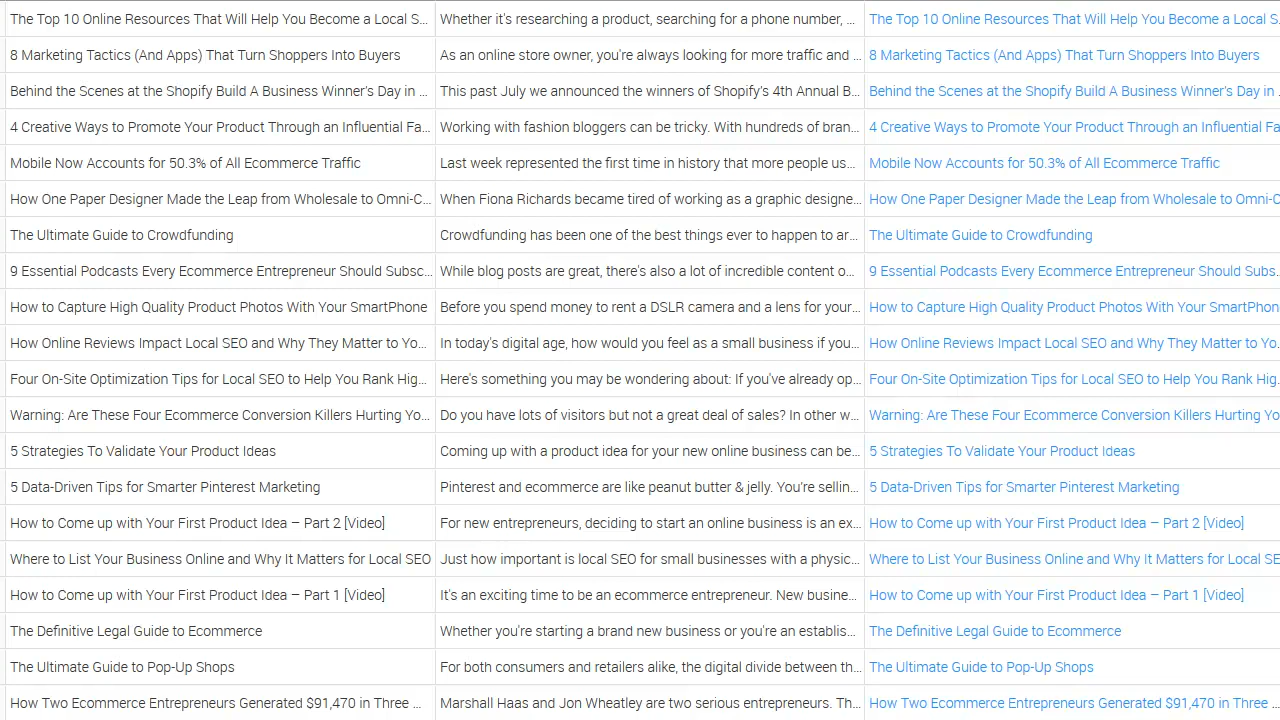 The Top 10 Online Resources That Will Help You Become a Local S... Whether it's researching a product, searching for a phone number, ... The Top 10 Online Resources That Will Help You Become a Local S...
8 Marketing Tactics (And Apps) That Turn Shoppers Into Buyers As an online store owner, you're always looking for more traffic and ... 8 Marketing Tactics (And Apps) That Turn Shoppers Into Buyers
Behind the Scenes at the Shopify Build A Business Winner's Day in ... This past July we announced the winners of Shopify's 4th Annual B... Behind the Scenes at the Shopify Build A Business Winner's Day in ...
4 Creative Ways to Promote Your Product Through an Influential Fa... Working with fashion bloggers can be tricky. With hundreds of bran... 4 Creative Ways to Promote Your Product Through an Influential Fa
Mobile Now Accounts for 50.3% of All Ecommerce Traffic Last week represented the first time in history that more people us... Mobile Now Accounts for 50.3% of All Ecommerce Traffic
How One Paper Designer Made the Leap from Wholesale to Omni-C... When Fiona Richards became tired of working as a graphic designe... How One Paper Designer Made the Leap from Wholesale to Omni-C
The Ultimate Guide to Crowdfunding Crowdfunding has been one of the best things ever to happen to ar... The Ultimate Guide to Crowdfunding
9 Essential Podcasts Every Ecommerce Entrepreneur Should Subsc... While blog posts are great, there's also a lot of incredible content o... 9 Essential Podcasts Every Ecommerce Entrepreneur Should Subs...
How to Capture High Quality Product Photos With Your SmartPhone Before you spend money to rent a DSLR camera and a lens for your... How to Capture High Quality Product Photos With Your SmartPhon
How Online Reviews Impact Local SEO and Why They Matter to Yo... In today's digital age, how would you feel as a small business if you... How Online Reviews Impact Local SEO and Why They Matter to Yo...
Four On-Site Optimization Tips for Local SEO to Help You Rank Hig... Here's something you may be wondering about: If you've already op... Four On-Site Optimization Tips for Local SEO to Help You Rank Hig...
Warning: Are These Four Ecommerce Conversion Killers Hurting Yo... Do you have lots of visitors but not a great deal of sales? In other w... Warning: Are These Four Ecommerce Conversion Killers Hurting Yo
5 Strategies To Validate Your Product Ideas Coming up with a product idea for your new online business can be... 5 Strategies To Validate Your Product Ideas
5 Data-Driven Tips for Smarter Pinterest Marketing Pinterest and ecommerce are like peanut butter & jelly. You're sellin... 5 Data-Driven Tips for Smarter Pinterest Marketing
How to Come up with Your First Product Idea – Part 2 [Video] For new entrepreneurs, deciding to start an online business is an ex... How to Come up with Your First Product Idea – Part 2 [Video]
Where to List Your Business Online and Why It Matters for Local SEO Just how important is local SEO for small businesses with a physic... Where to List Your Business Online and Why It Matters for Local SE
How to Come up with Your First Product Idea – Part 1 [Video] It's an exciting time to be an ecommerce entrepreneur. New busine... How to Come up with Your First Product Idea – Part 1 [Video]
The Definitive Legal Guide to Ecommerce Whether you're starting a brand new business or you're an establis... The Definitive Legal Guide to Ecommerce
The Ultimate Guide to Pop-Up Shops For both consumers and retailers alike, the digital divide between th... The Ultimate Guide to Pop-Up Shops
How Two Ecommerce Entrepreneurs Generated $91,470 in Three ... Marshall Haas and Jon Wheatley are two serious entrepreneurs. Th... How Two Ecommerce Entrepreneurs Generated $91,470 in Three ...